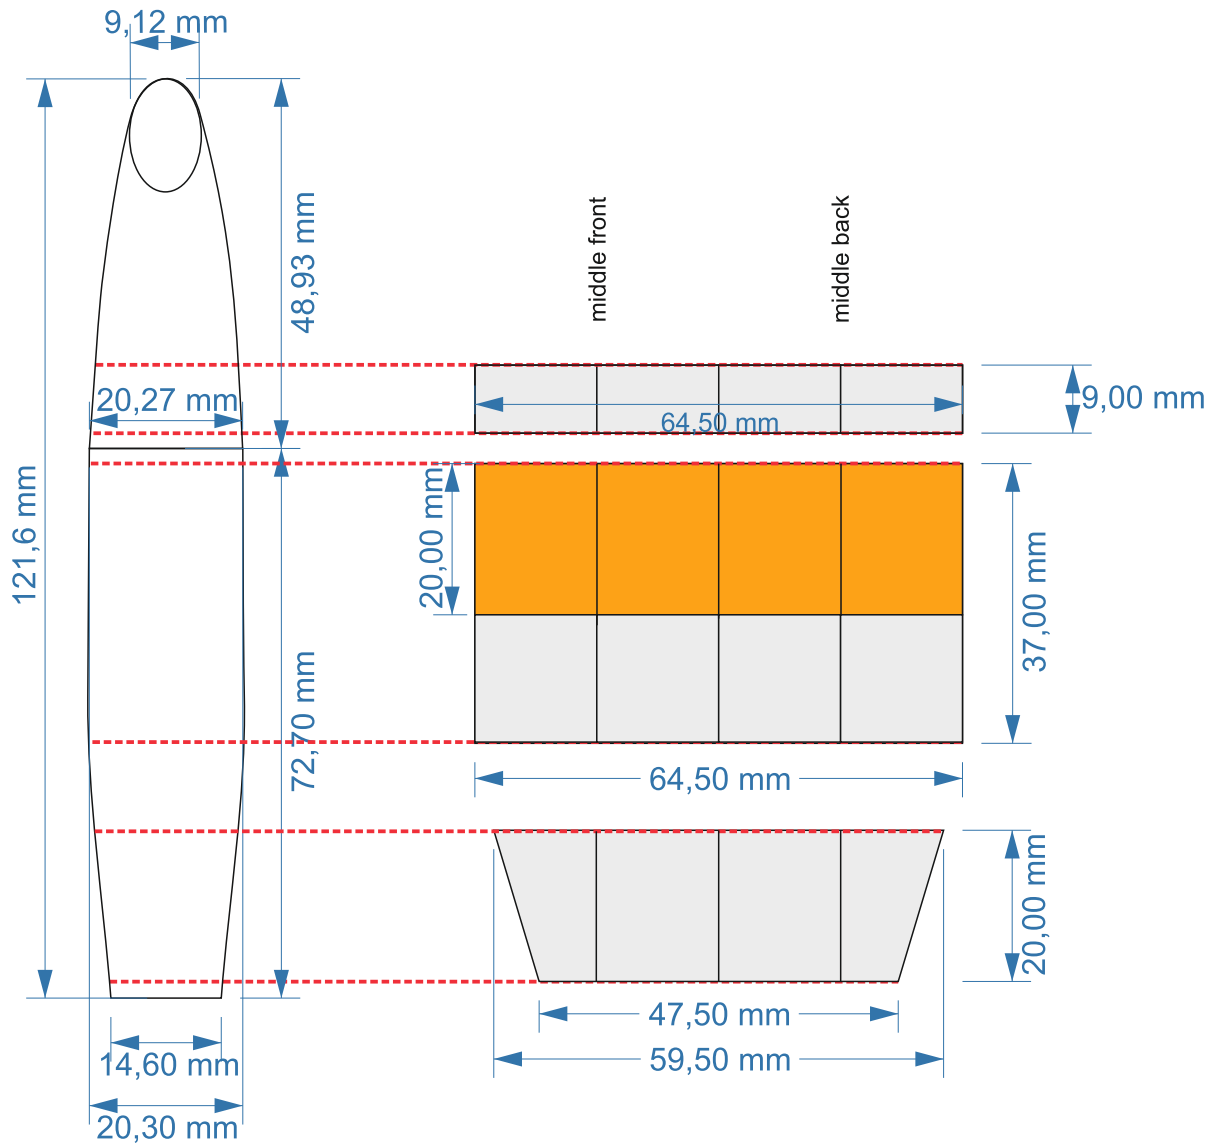 9,12 mm
48,93 mm
middle front
middle back
20,27 mm
64,50 mm
9,00 mm
121,6 mm
20,00 mm
37,00 mm
72,70 mm
64,50 mm
20,00 mm
47,50 mm
14,60 mm
59,50 mm
20,30 mm